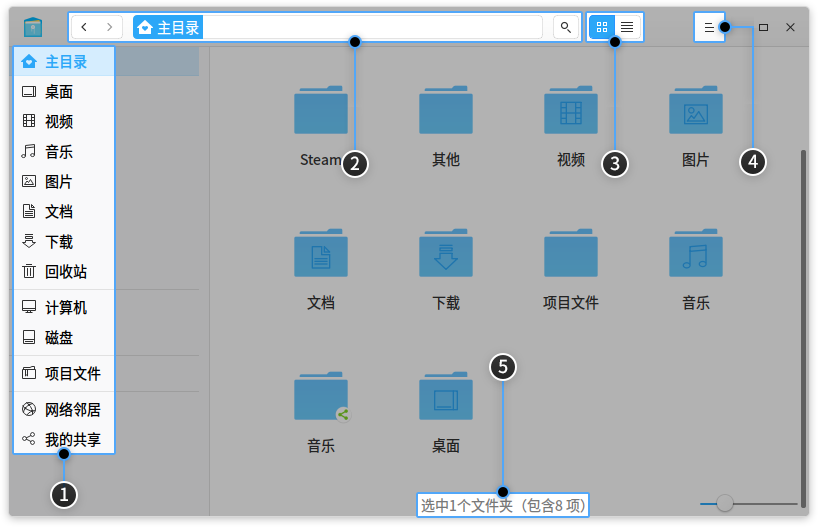 主目录
主目录
桌面
视频
音乐
图片
文档
下载
回收站
计算机
磁盘
项目文件
网络邻居
我的共享
1
2
3
4
Steam
其他
视频
图片
文档
下载
项目文件
音乐
5
音乐
桌面
选中1个文件夹（包含8 项）